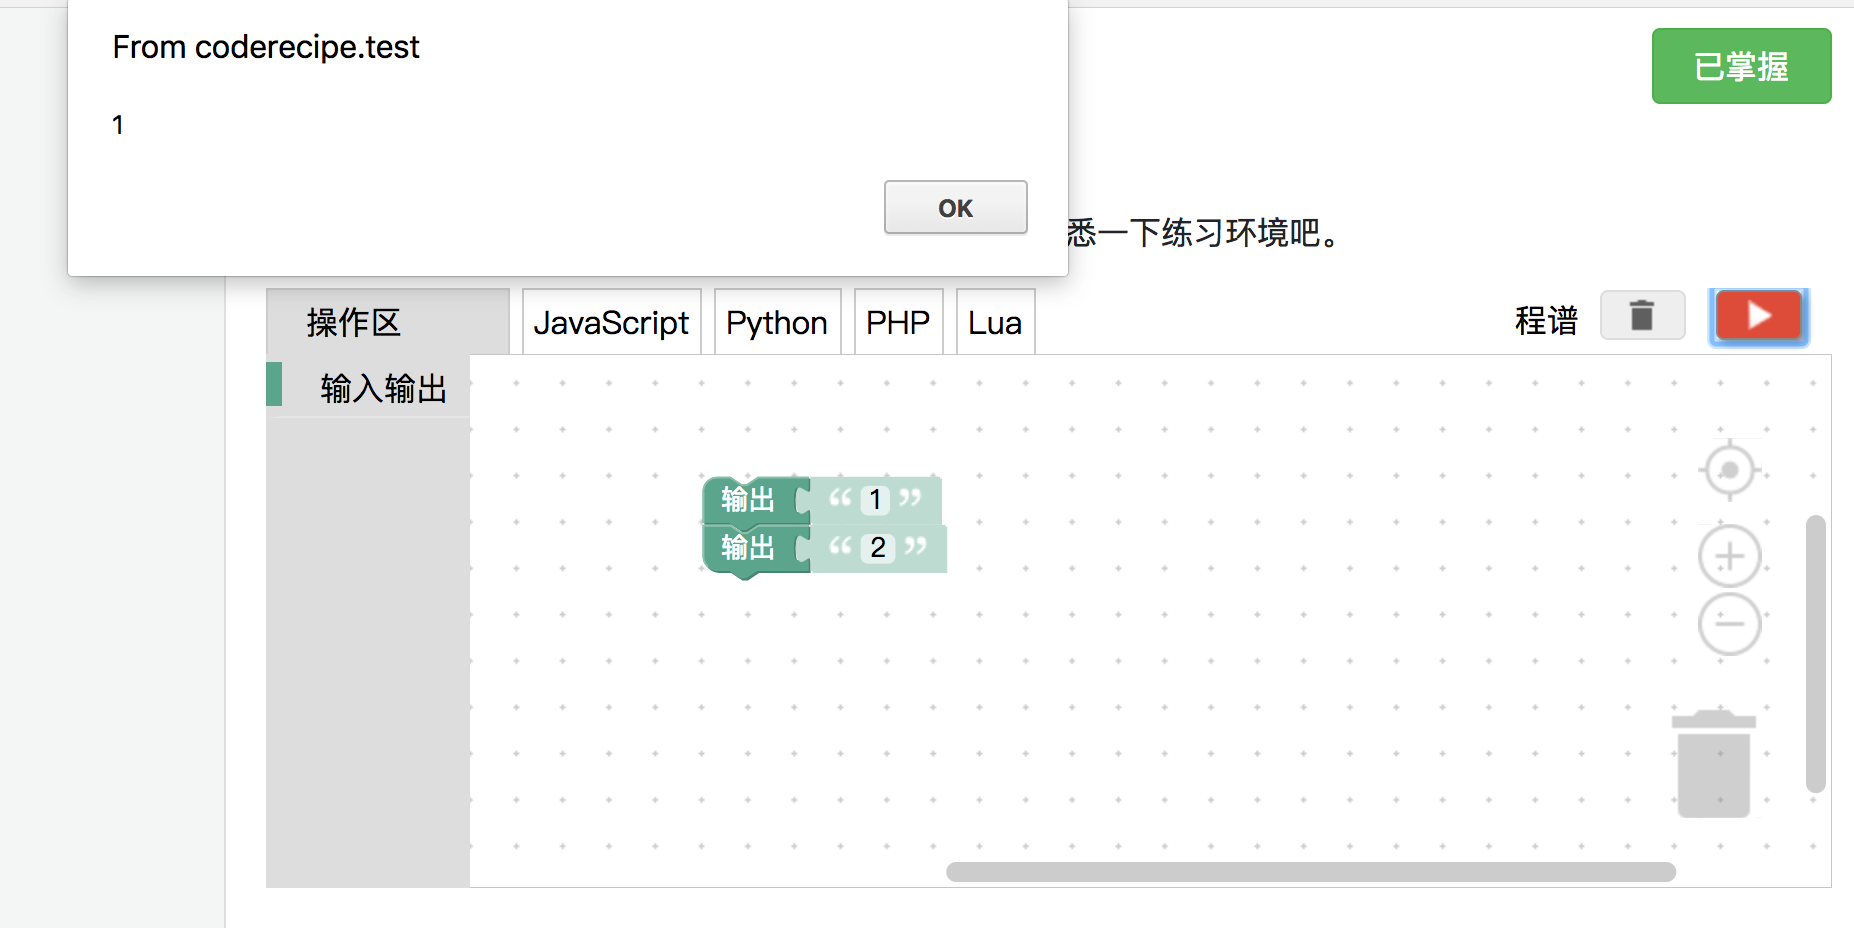 From coderecipe.test
1
OK
已掌握
悉一下练习环境吧。
操作区 JavaScript Python PHP Lua 程谱
输入输出
输出 “ 1 ”
输出 “ 2 ”